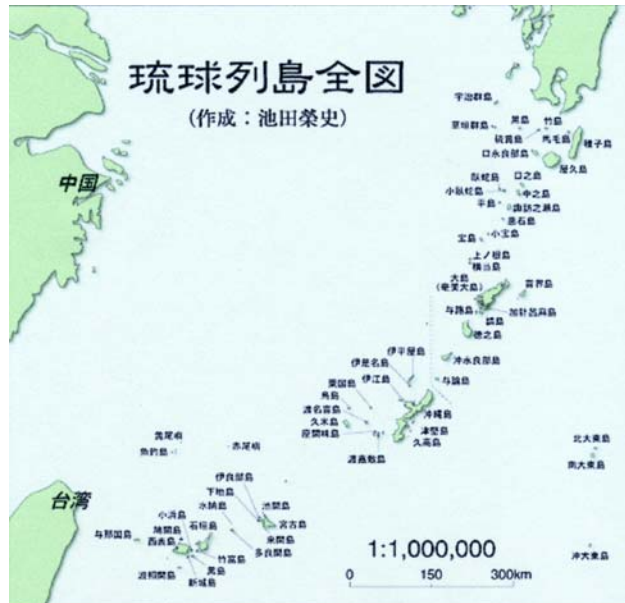 琉球列島全図
(作成：池田榮史)
中国
台湾
宇治群島
草垣群島
黒島
竹島
硫黄島
馬毛島
種子島
口永良部島
屋久島
臥蛇島
口之島
小臥蛇島
中之島
平島
諏訪之瀬島
悪石島
宝島
小宝島
上ノ根島
横当島
大島
(奄美大島)
喜界島
与路島
加計呂麻島
請島
徳之島
沖永良部島
与論島
伊平屋島
伊是名島
伊江島
粟国島
鳥島
渡名喜島
久米島
座間味島
沖縄島
津堅島
久高島
渡嘉敷島
北大東島
南大東島
沖大東島
黄尾嶼
魚釣島
赤尾嶼
伊良部島
下地島
水納島
池間島
宮古島
来間島
多良間島
小浜島
鳩間島
石垣島
西表島
与那国島
竹富島
黒島
波照間島
新城島
1:1,000,000
0 150 300km